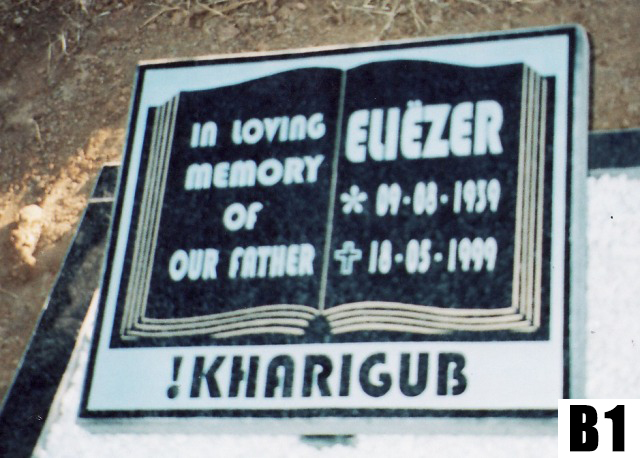 IN LOVING
MEMORY
OF
OUR FATHER
ELIËZER
* 09-08-1939
✝ 18-05-1999
!KHARIGUB
B1